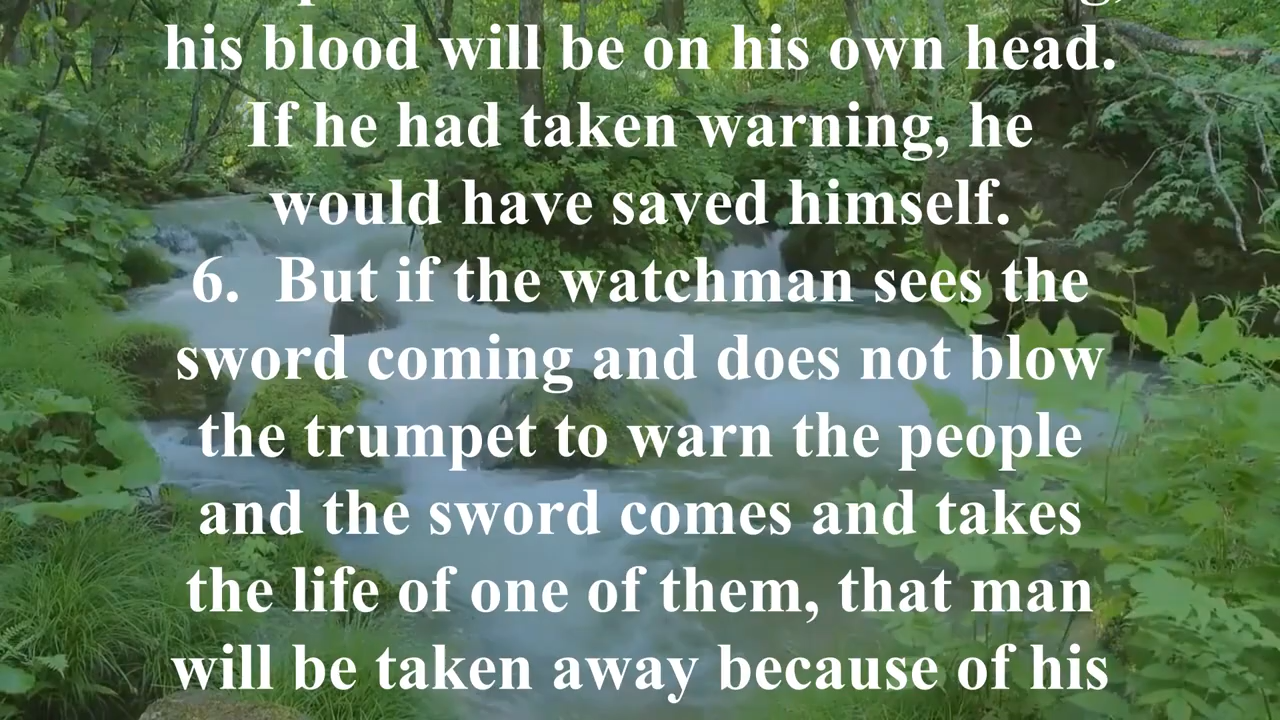 his blood will be on his own head.
If he had taken warning, he
would have saved himself.
6.  But if the watchman sees the
sword coming and does not blow
the trumpet to warn the people
and the sword comes and takes
the life of one of them, that man
will be taken away because of his